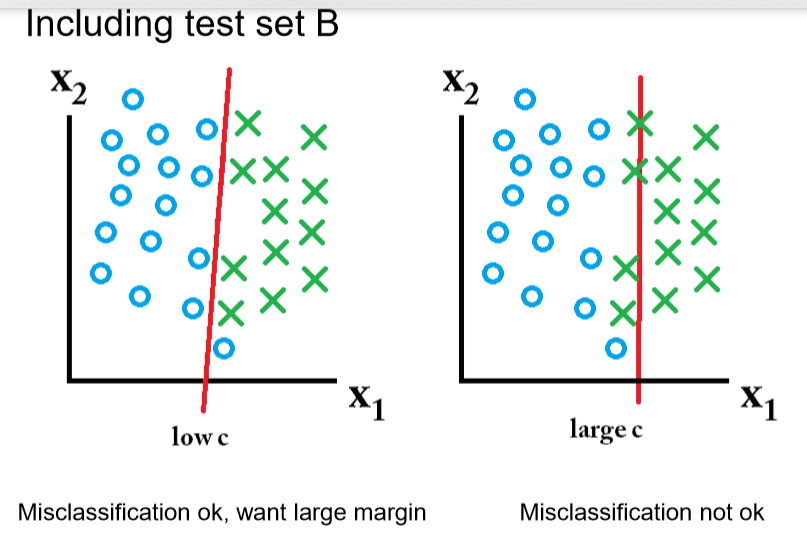 Including test set B
X2
X2
X1
X1
low c
large c
Misclassification ok, want large margin
Misclassification not ok